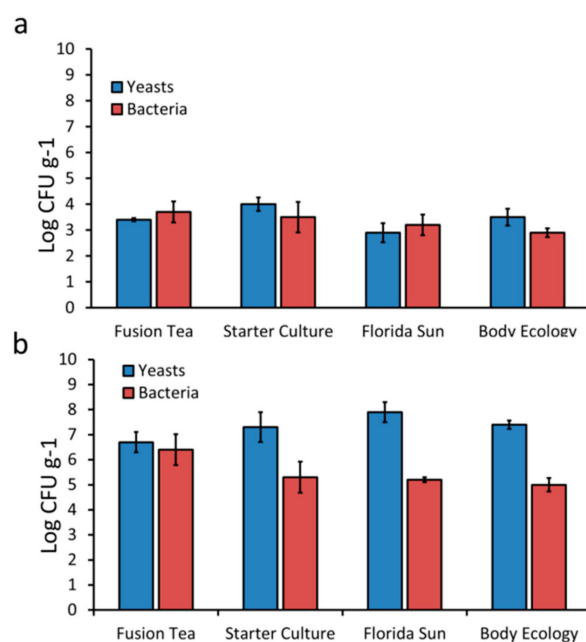 a
10
9
8
7
6
5
4
3
2
1
0
Log CFU g-1
Yeasts
Bacteria
Fusion Tea Starter Culture Florida Sun Body Ecology
b
10
9
8
7
6
5
4
3
2
1
0
Log CFU g-1
Yeasts
Bacteria
Fusion Tea Starter Culture Florida Sun Body Ecology